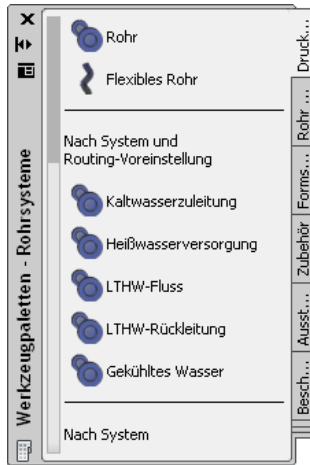 Rohr
Flexibles Rohr
Nach System und
Routing-Voreinstellung
Kaltwasserzuleitung
Heißwasserversorgung
LTHW-Fluss
LTHW-Rückleitung
Gekühltes Wasser
Nach System
Druck...
Rohr ...
Forms...
Zubehör
Ausst...
Besch...
Werkzeugpaletten - Rohrsysteme